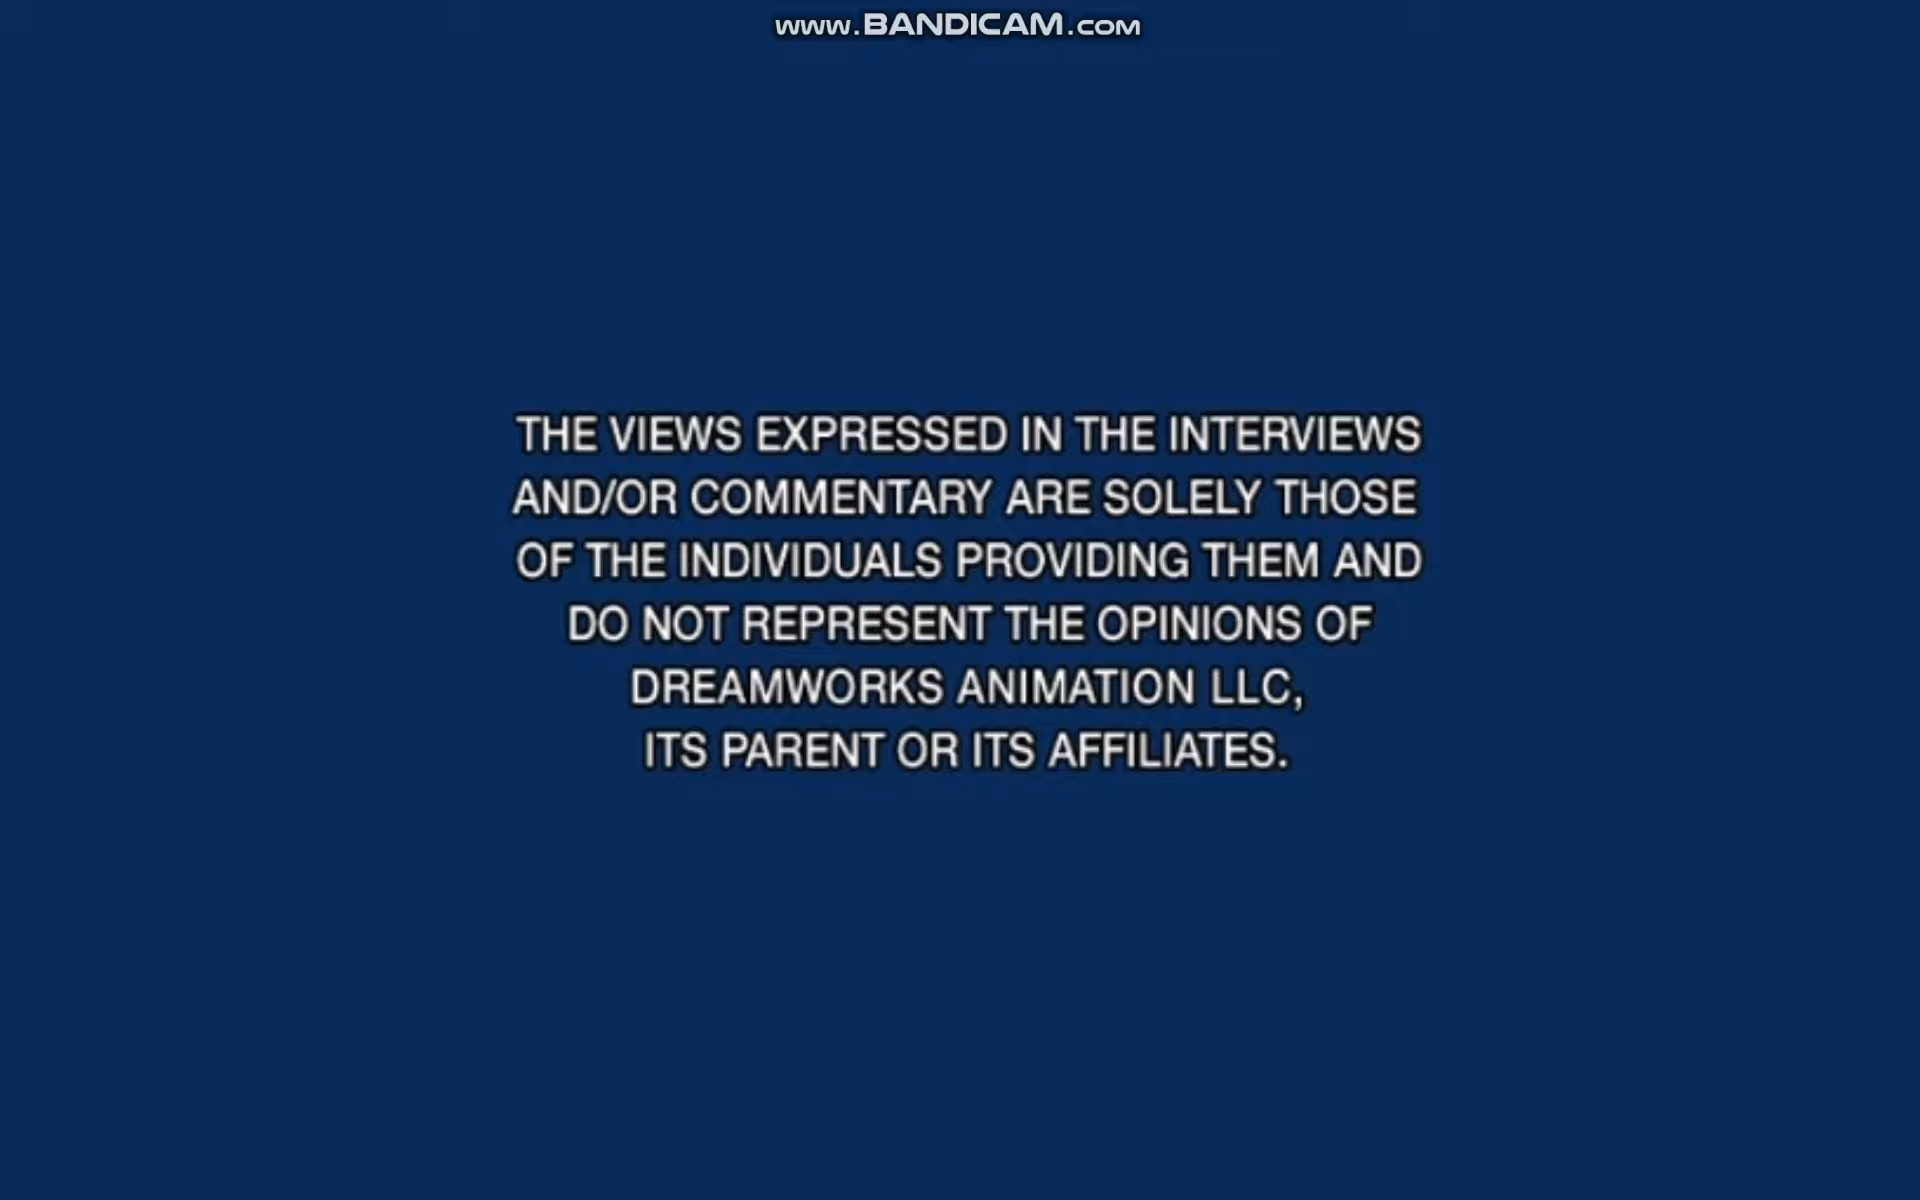 www.BANDICAM.com
THE VIEWS EXPRESSED IN THE INTERVIEWS
AND/OR COMMENTARY ARE SOLELY THOSE
OF THE INDIVIDUALS PROVIDING THEM AND
DO NOT REPRESENT THE OPINIONS OF
DREAMWORKS ANIMATION LLC,
ITS PARENT OR ITS AFFILIATES.